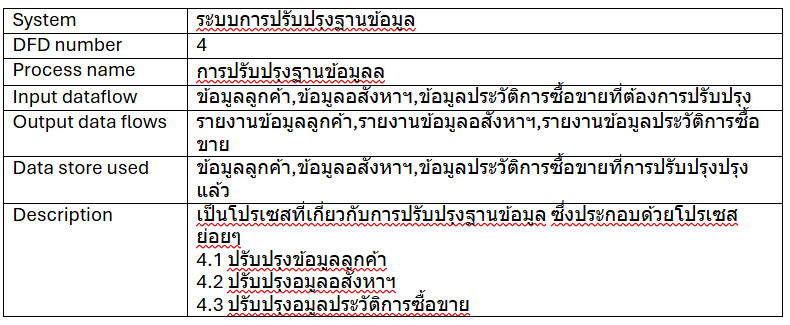 System ระบบการปรับปรุงฐานข้อมูล
DFD number 4
Process name การปรับปรุงฐานข้อมูลล
Input dataflow ข้อมูลลูกค้า,ข้อมูลอสังหาฯ,ข้อมูลประวัติการซื้อขายที่ต้องการปรับปรุง
Output data flows รายงานข้อมูลลูกค้า,รายงานข้อมูลอสังหาฯ,รายงานข้อมูลประวัติการซื้อ
ขาย
Data store used ข้อมูลลูกค้า,ข้อมูลอสังหาฯ,ข้อมูลประวัติการซื้อขายที่การปรับปรุงปรุง
แล้ว
Description เป็นโปรเซสที่เกี่ยวกับการปรับปรุงฐานข้อมูล ซึ่งประกอบด้วยโปรเซส
ย่อยๆ
4.1 ปรับปรุงข้อมูลลูกค้า
4.2 ปรับปรุงอมูลอสังหาฯ
4.3 ปรับปรุงอมูลประวัติการซื้อขาย